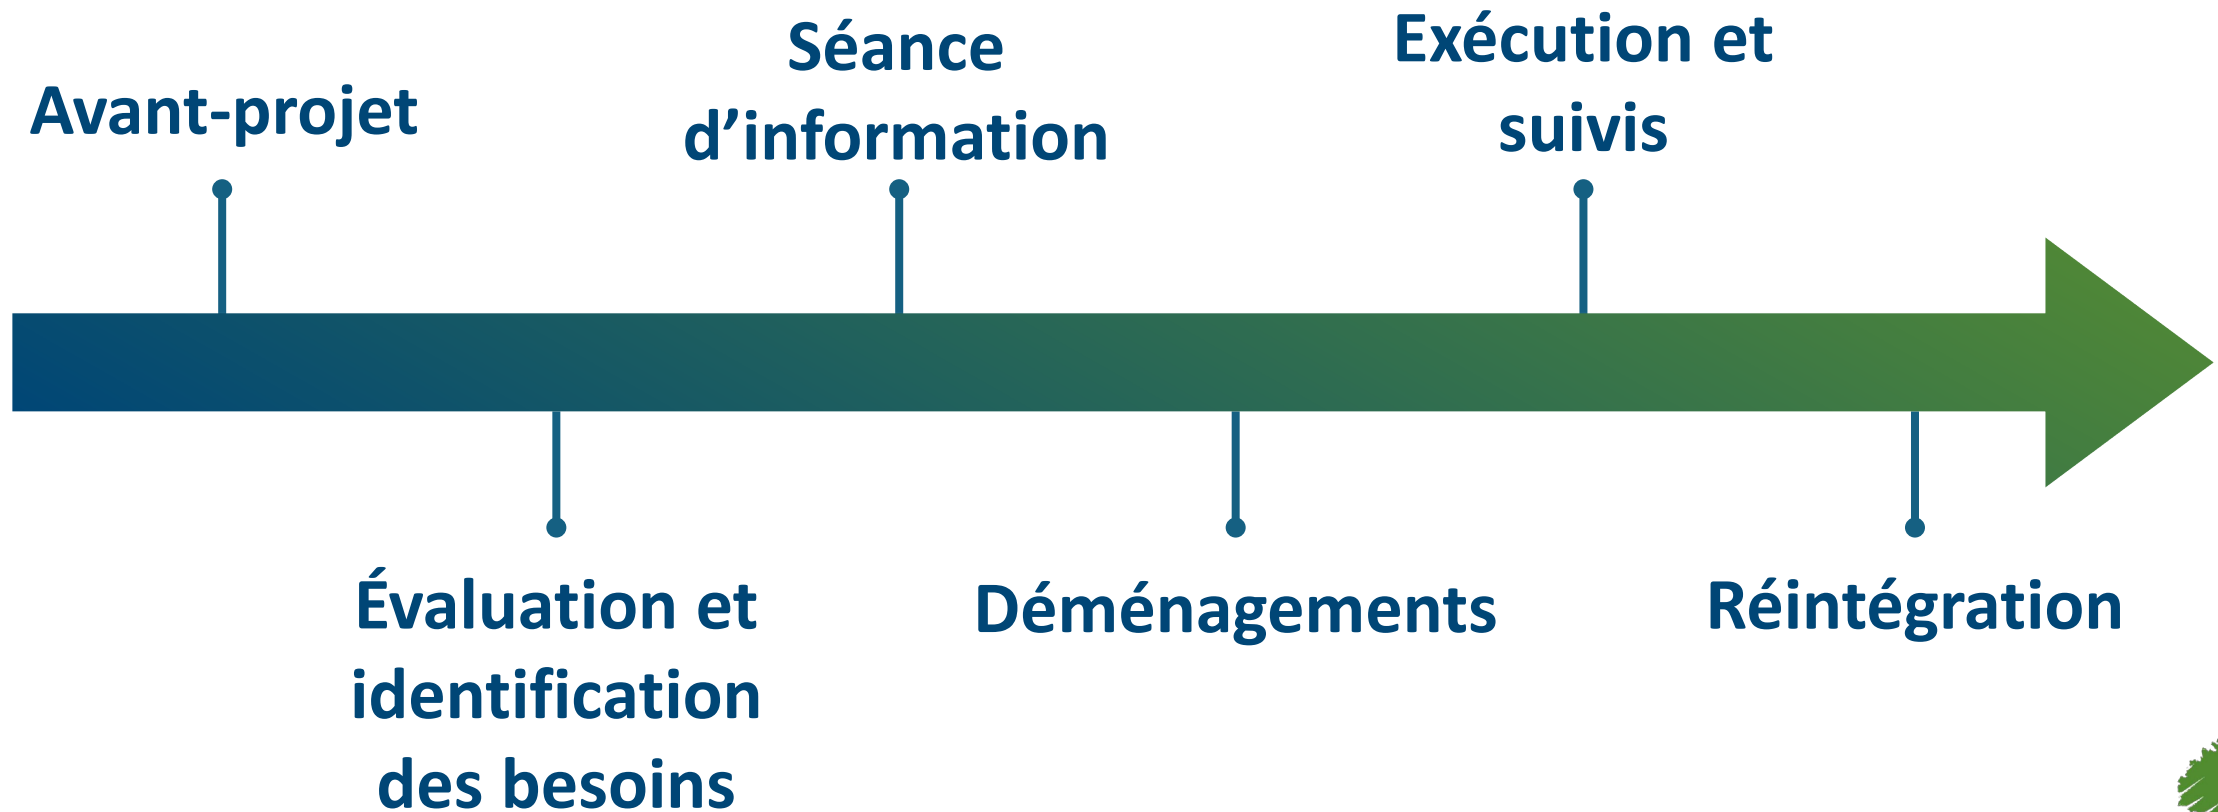 Avant-projet
Séance
d’information
Exécution et
suivis
Évaluation et
identification
des besoins
Déménagements
Réintégration